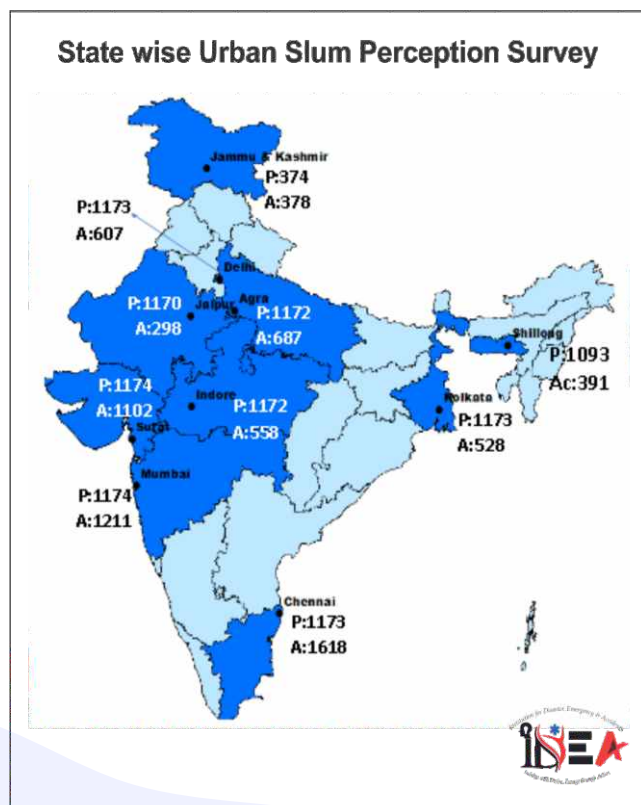 State wise Urban Slum Perception Survey
Jammu & Kashmir
P:374
A:378
P:1173
A:607
Delhi
P:1170
Jaipur
A:298
Agra
P:1172
A:687
Shillong
P:1093
Ac:391
P:1174
A:1102
Surat
Indore
P:1172
A:558
Kolkata
P:1173
A:528
Mumbai
P:1174
A:1211
Chennai
P:1173
A:1618
iDEA